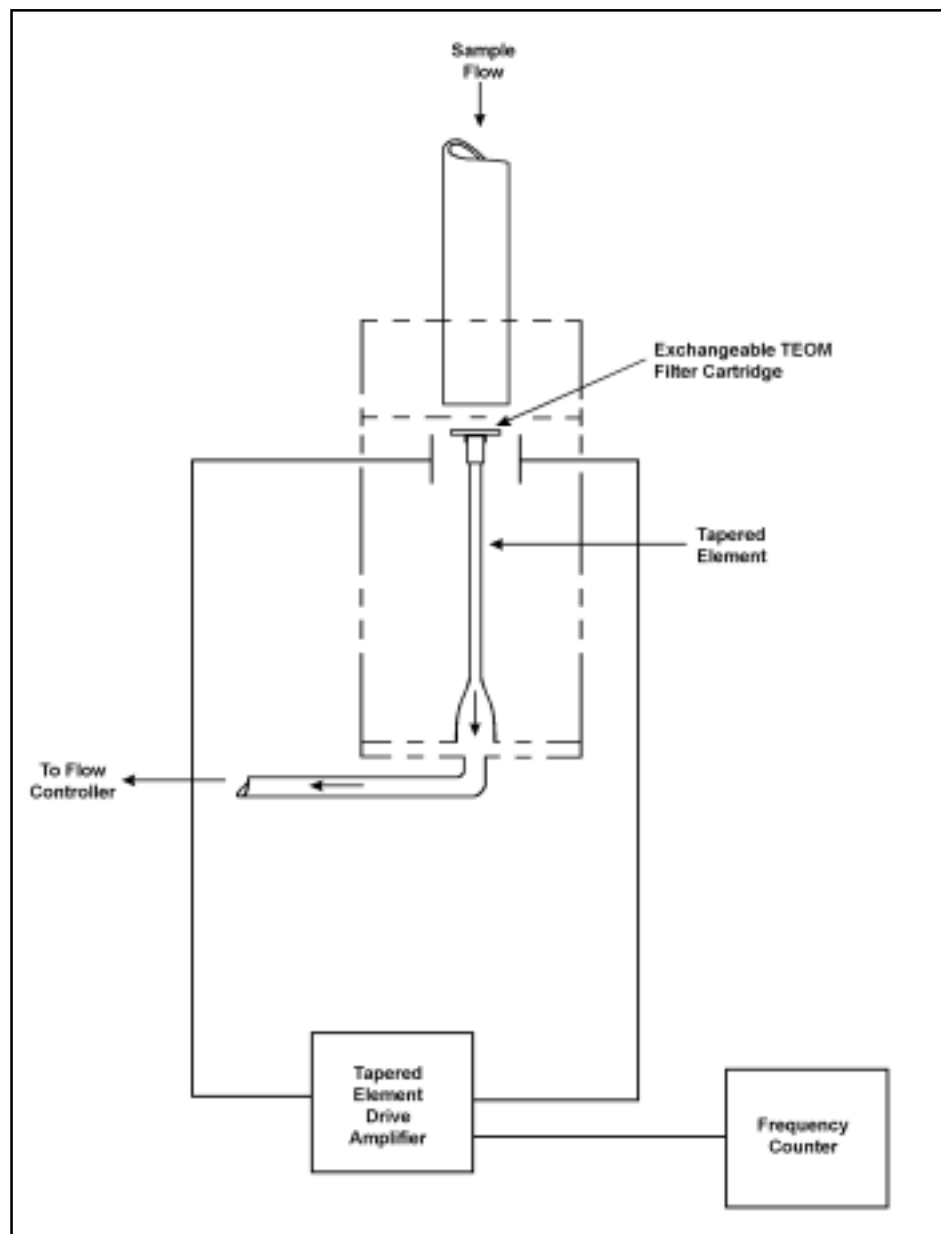 Sample
Flow
Exchangeable TEOM
Filter Cartridge
Tapered
Element
To Flow
Controller
Tapered
Element
Drive
Amplifier
Frequency
Counter